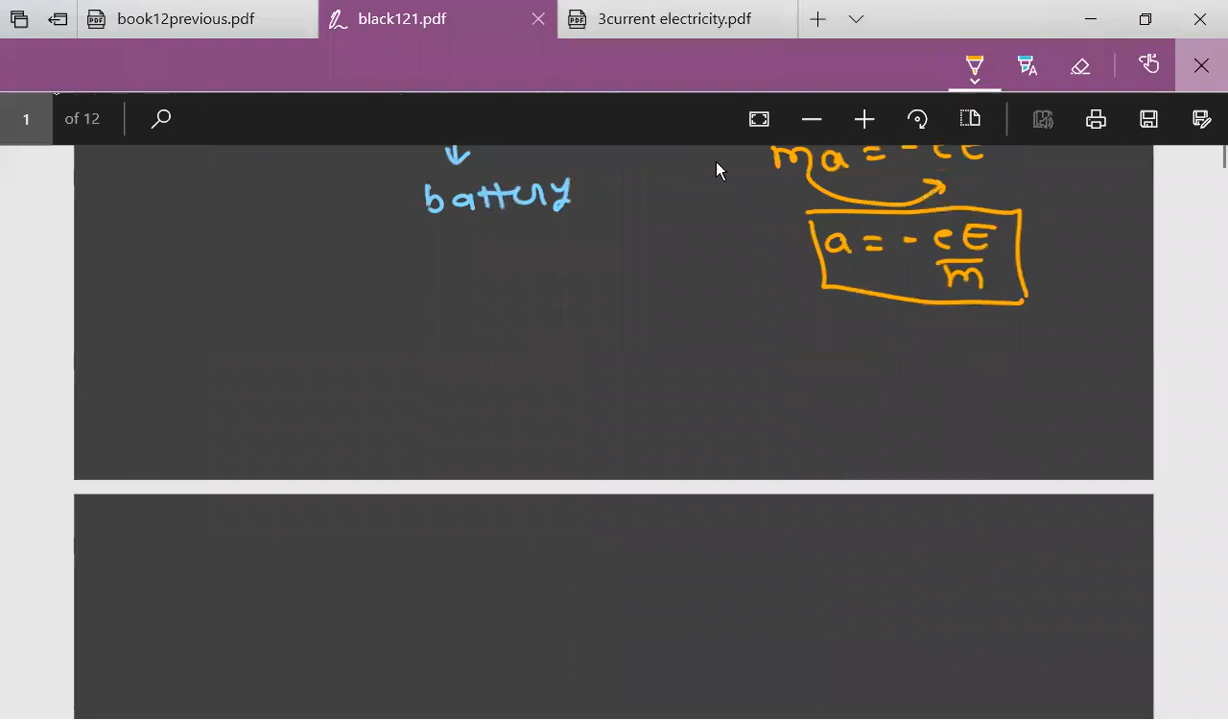 book12previous.pdf
black121.pdf
3current electricity.pdf
1 of 12
ma = - eE
battery
a = - eE
m